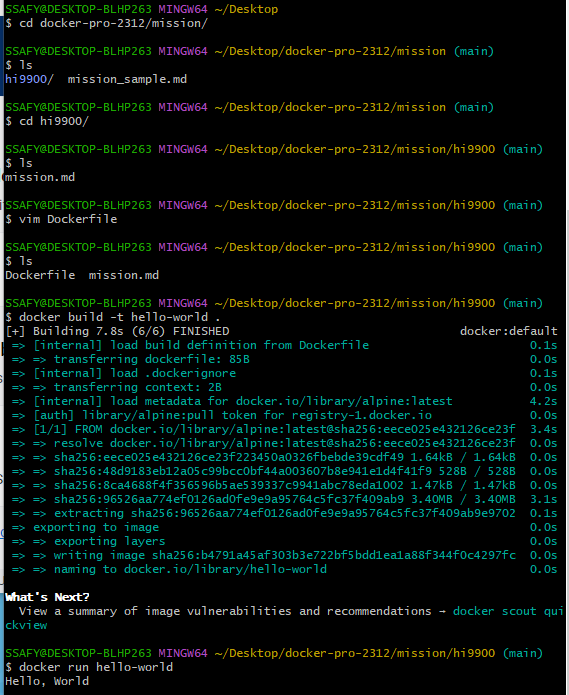 SSAFY@DESKTOP-BLHP263 MINGW64 ~/Desktop
$ cd docker-pro-2312/mission/
SSAFY@DESKTOP-BLHP263 MINGW64 ~/Desktop/docker-pro-2312/mission (main)
$ ls
hi9900/  mission_sample.md
SSAFY@DESKTOP-BLHP263 MINGW64 ~/Desktop/docker-pro-2312/mission (main)
$ cd hi9900/
SSAFY@DESKTOP-BLHP263 MINGW64 ~/Desktop/docker-pro-2312/mission/hi9900 (main)
$ ls
mission.md
SSAFY@DESKTOP-BLHP263 MINGW64 ~/Desktop/docker-pro-2312/mission/hi9900 (main)
$ vim Dockerfile
SSAFY@DESKTOP-BLHP263 MINGW64 ~/Desktop/docker-pro-2312/mission/hi9900 (main)
$ ls
Dockerfile  mission.md
SSAFY@DESKTOP-BLHP263 MINGW64 ~/Desktop/docker-pro-2312/mission/hi9900 (main)
$ docker build -t hello-world .
[+] Building 7.8s (6/6) FINISHED docker:default
=> [internal] load build definition from Dockerfile 0.1s
=> => transferring dockerfile: 85B 0.0s
=> [internal] load .dockerignore 0.1s
=> => transferring context: 2B 0.0s
=> [internal] load metadata for docker.io/library/alpine:latest 4.2s
=> [auth] library/alpine:pull token for registry-1.docker.io 0.0s
=> [1/1] FROM docker.io/library/alpine:latest@sha256:eece025e432126ce23f 3.4s
=> => resolve docker.io/library/alpine:latest@sha256:eece025e432126ce23f 0.0s
=> => sha256:eece025e432126ce23f223450a0326fbebde39cdf49 1.64kB / 1.64kB 0.0s
=> => sha256:48d9183eb12a05c99bcc0bf44a003607b8e941e1d4f41f9 528B / 528B 0.0s
=> => sha256:8ca4688f4f356596b5ae539337c9941abc78eda1002 1.47kB / 1.47kB 0.0s
=> => sha256:96526aa774ef0126ad0fe9e9a95764c5fc37f409ab9 3.40MB / 3.40MB 3.1s
=> => extracting sha256:96526aa774ef0126ad0fe9e9a95764c5fc37f409ab9e9702 0.1s
=> exporting to image 0.0s
=> => exporting layers 0.0s
=> => writing image sha256:b4791a45af303b3e722bf5bdd1ea1a88f344f0c4297fc 0.0s
=> => naming to docker.io/library/hello-world 0.0s
What's Next?
View a summary of image vulnerabilities and recommendations → docker scout qui
ckview
SSAFY@DESKTOP-BLHP263 MINGW64 ~/Desktop/docker-pro-2312/mission/hi9900 (main)
$ docker run hello-world
Hello, World